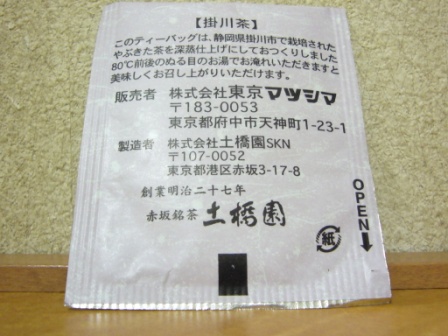 【掛川茶】
このティーバッグは、静岡県掛川市で栽培された
やぶきた茶を深蒸仕上げにしておつくりしました
80℃前後のぬる目のお湯でお淹れいただきますと
美味しくお召し上がりいただけます。
販売者 株式会社東京マツシマ
〒183-0053
東京都府中市天神町1-23-1
製造者 株式会社土橋園SKN
〒107-0052
東京都港区赤坂3-17-8
創業明治二十七年
赤坂銘茶 土橋園
OPEN
紙